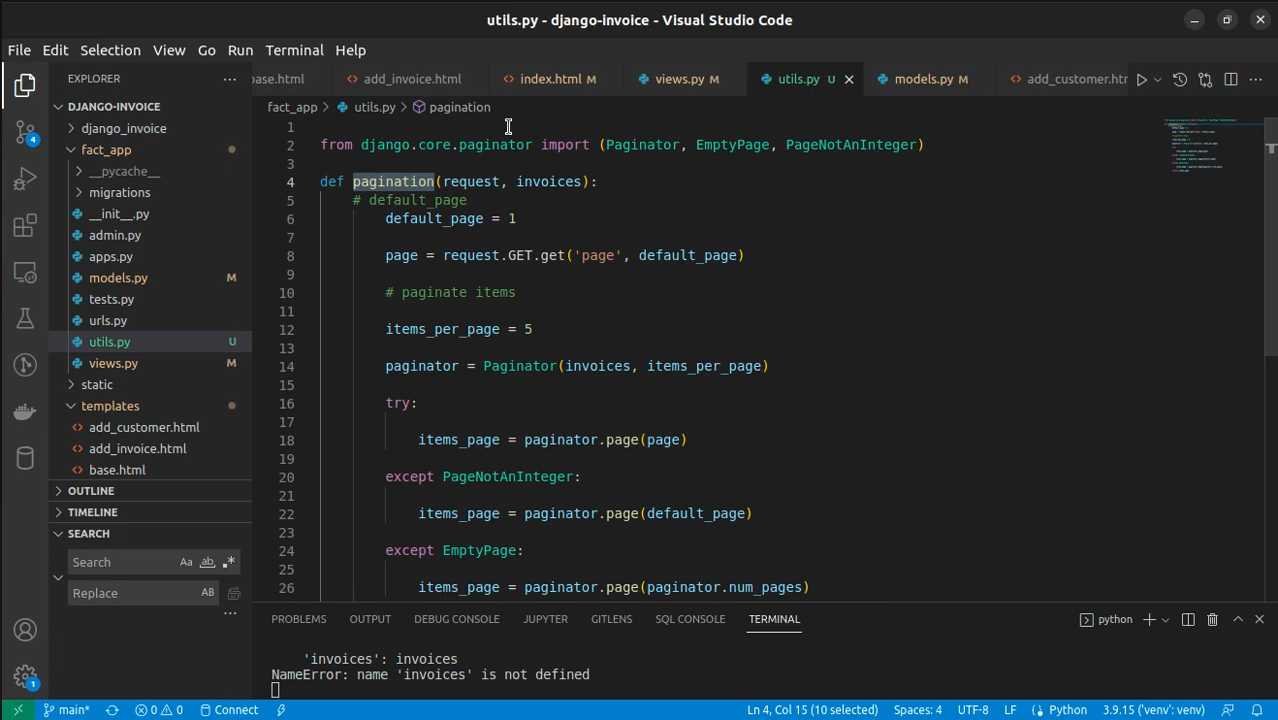 utils.py - django-invoice - Visual Studio Code
File Edit Selection View Go Run Terminal Help
EXPLORER
DJANGO-INVOICE
django_invoice
fact_app
__pycache__
migrations
__init__.py
admin.py
apps.py
models.py M
tests.py
urls.py
utils.py U
views.py M
static
templates
add_customer.html
add_invoice.html
base.html
OUTLINE
TIMELINE
SEARCH
Search Aa ab
Replace AB
4
1
base.html add_invoice.html index.html M views.py M utils.py U models.py M add_customer.htm
fact_app > utils.py > pagination
1
2 from django.core.paginator import (Paginator, EmptyPage, PageNotAnInteger)
3
4 def pagination(request, invoices):
5 # default_page
6 default_page = 1
7
8 page = request.GET.get('page', default_page)
9
10 # paginate items
11
12 items_per_page = 5
13
14 paginator = Paginator(invoices, items_per_page)
15
16 try:
17
18 items_page = paginator.page(page)
19
20 except PageNotAnInteger:
21
22 items_page = paginator.page(default_page)
23
24 except EmptyPage:
25
26 items_page = paginator.page(paginator.num_pages)
PROBLEMS OUTPUT DEBUG CONSOLE JUPYTER GITLENS SQL CONSOLE TERMINAL python
'invoices': invoices
NameError: name 'invoices' is not defined
main* 0 0 Connect Ln 4, Col 15 (10 selected) Spaces: 4 UTF-8 LF Python 3.9.15 ('venv': venv)